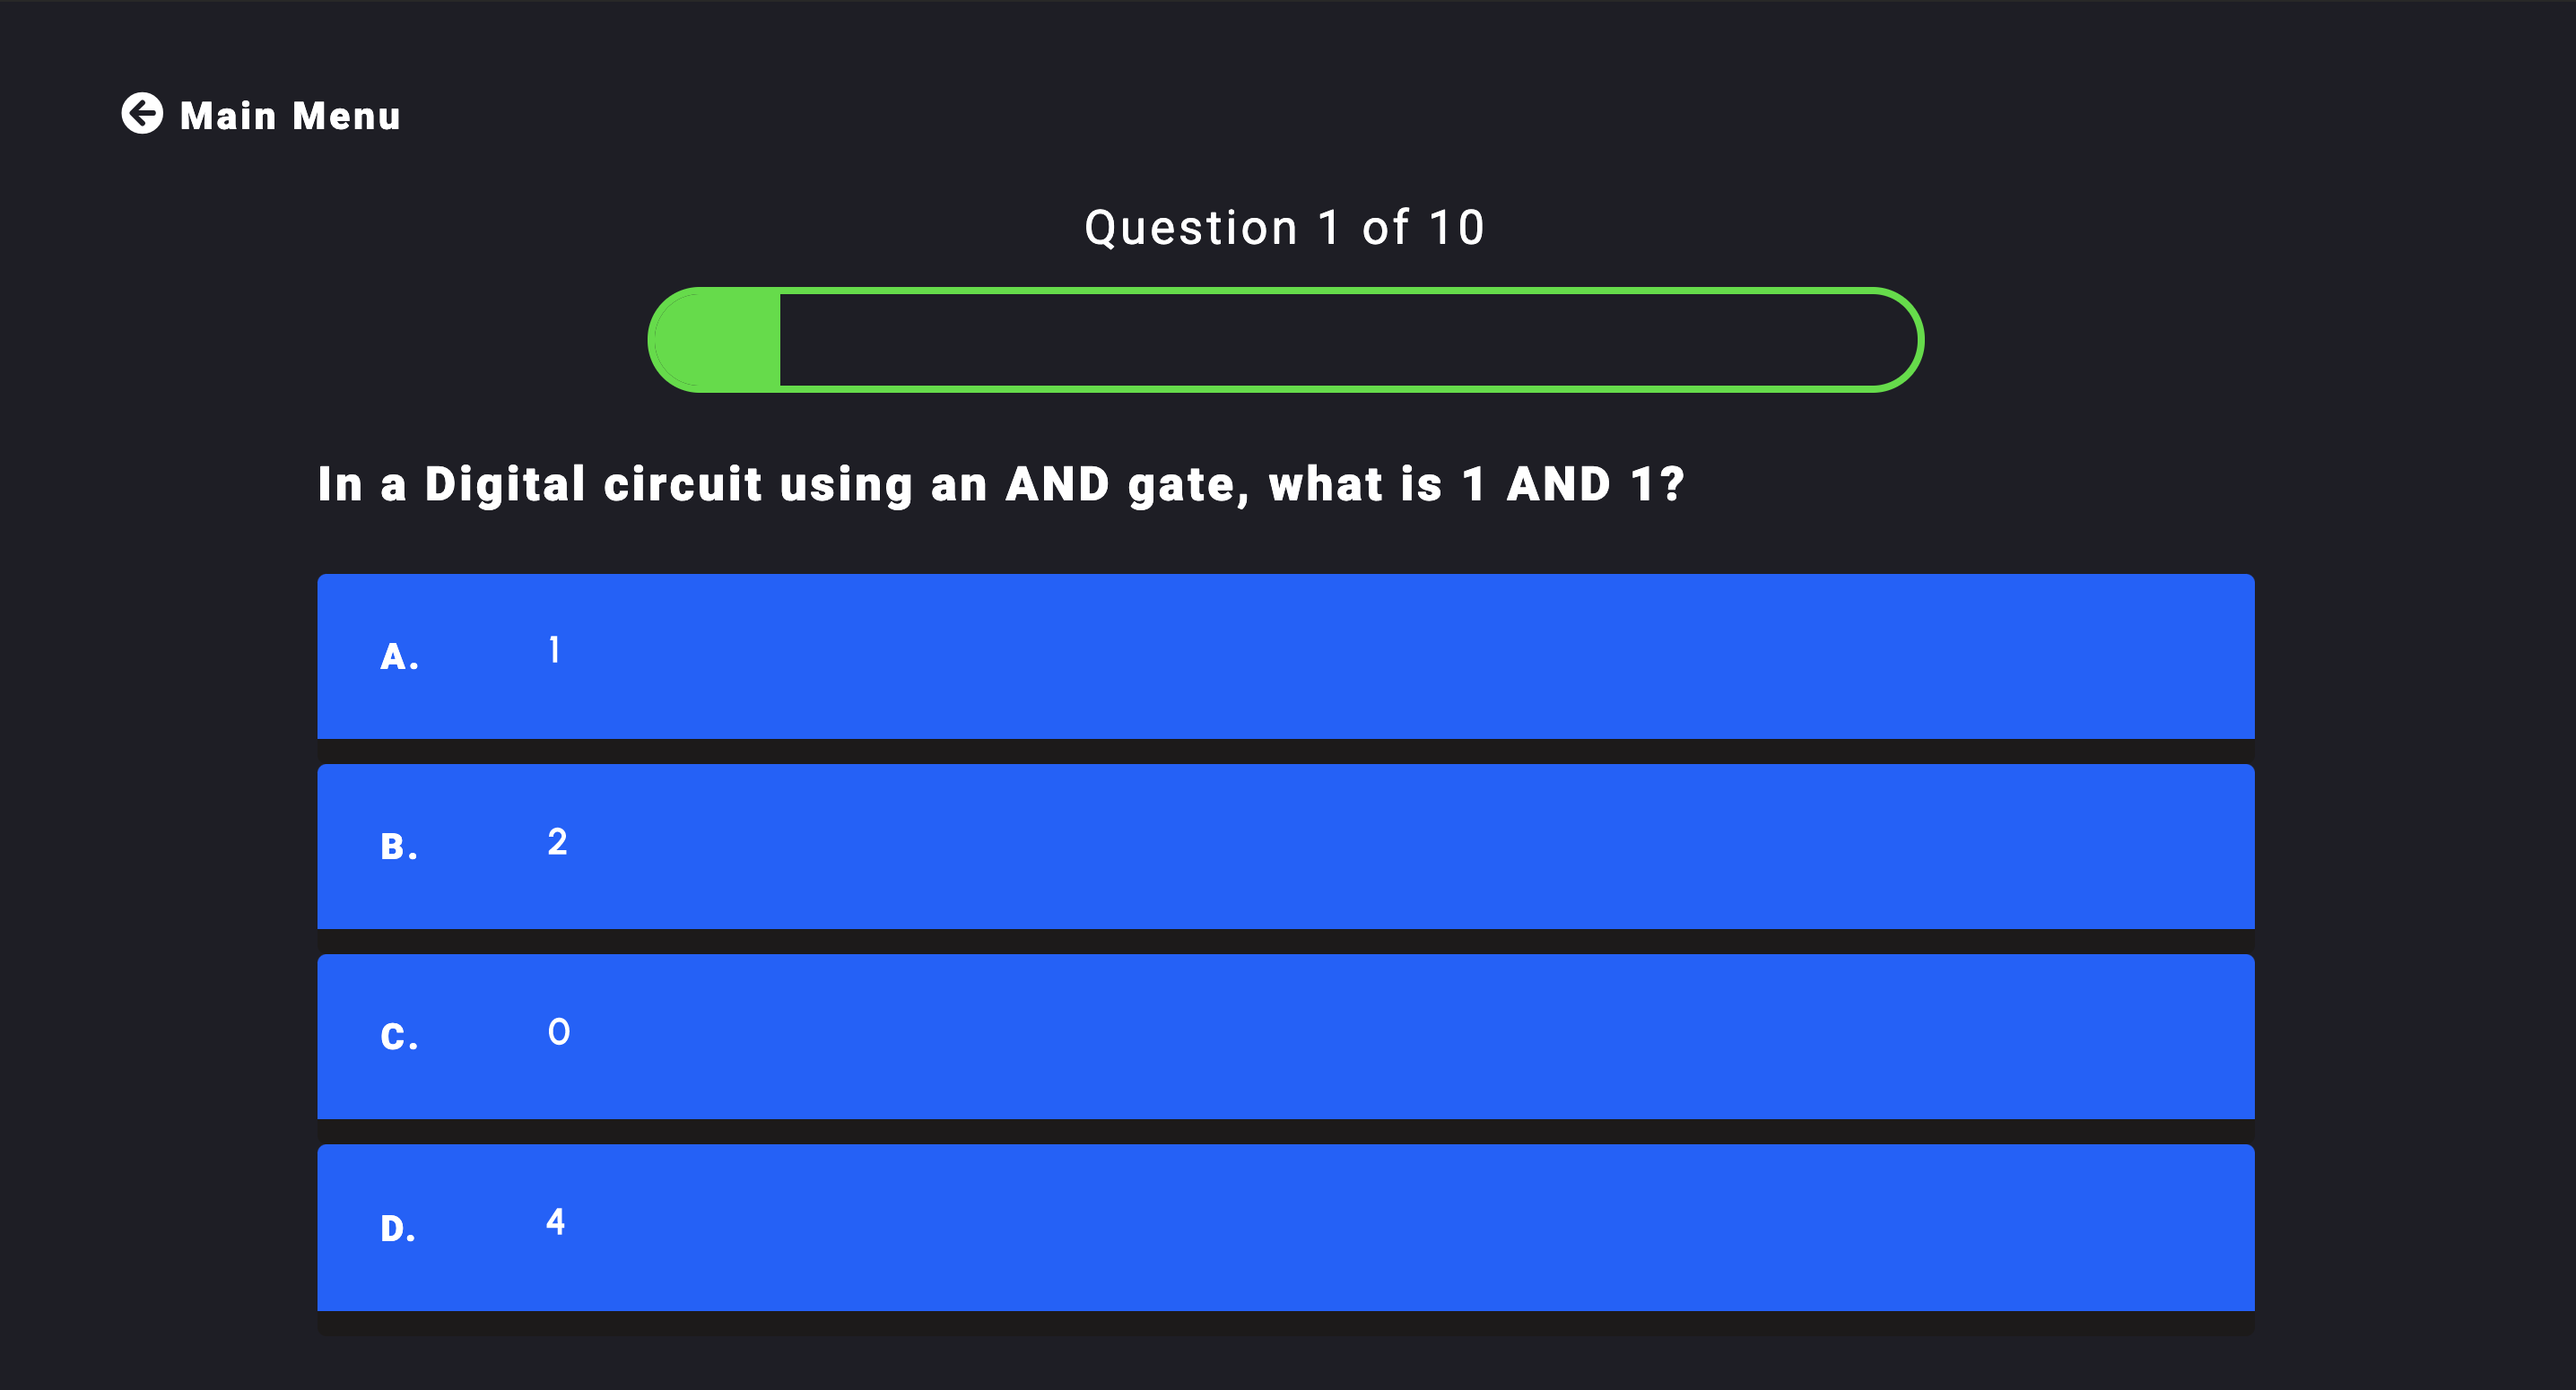 Main Menu
Question 1 of 10
In a Digital circuit using an AND gate, what is 1 AND 1?
A. 1
B. 2
C. 0
D. 4